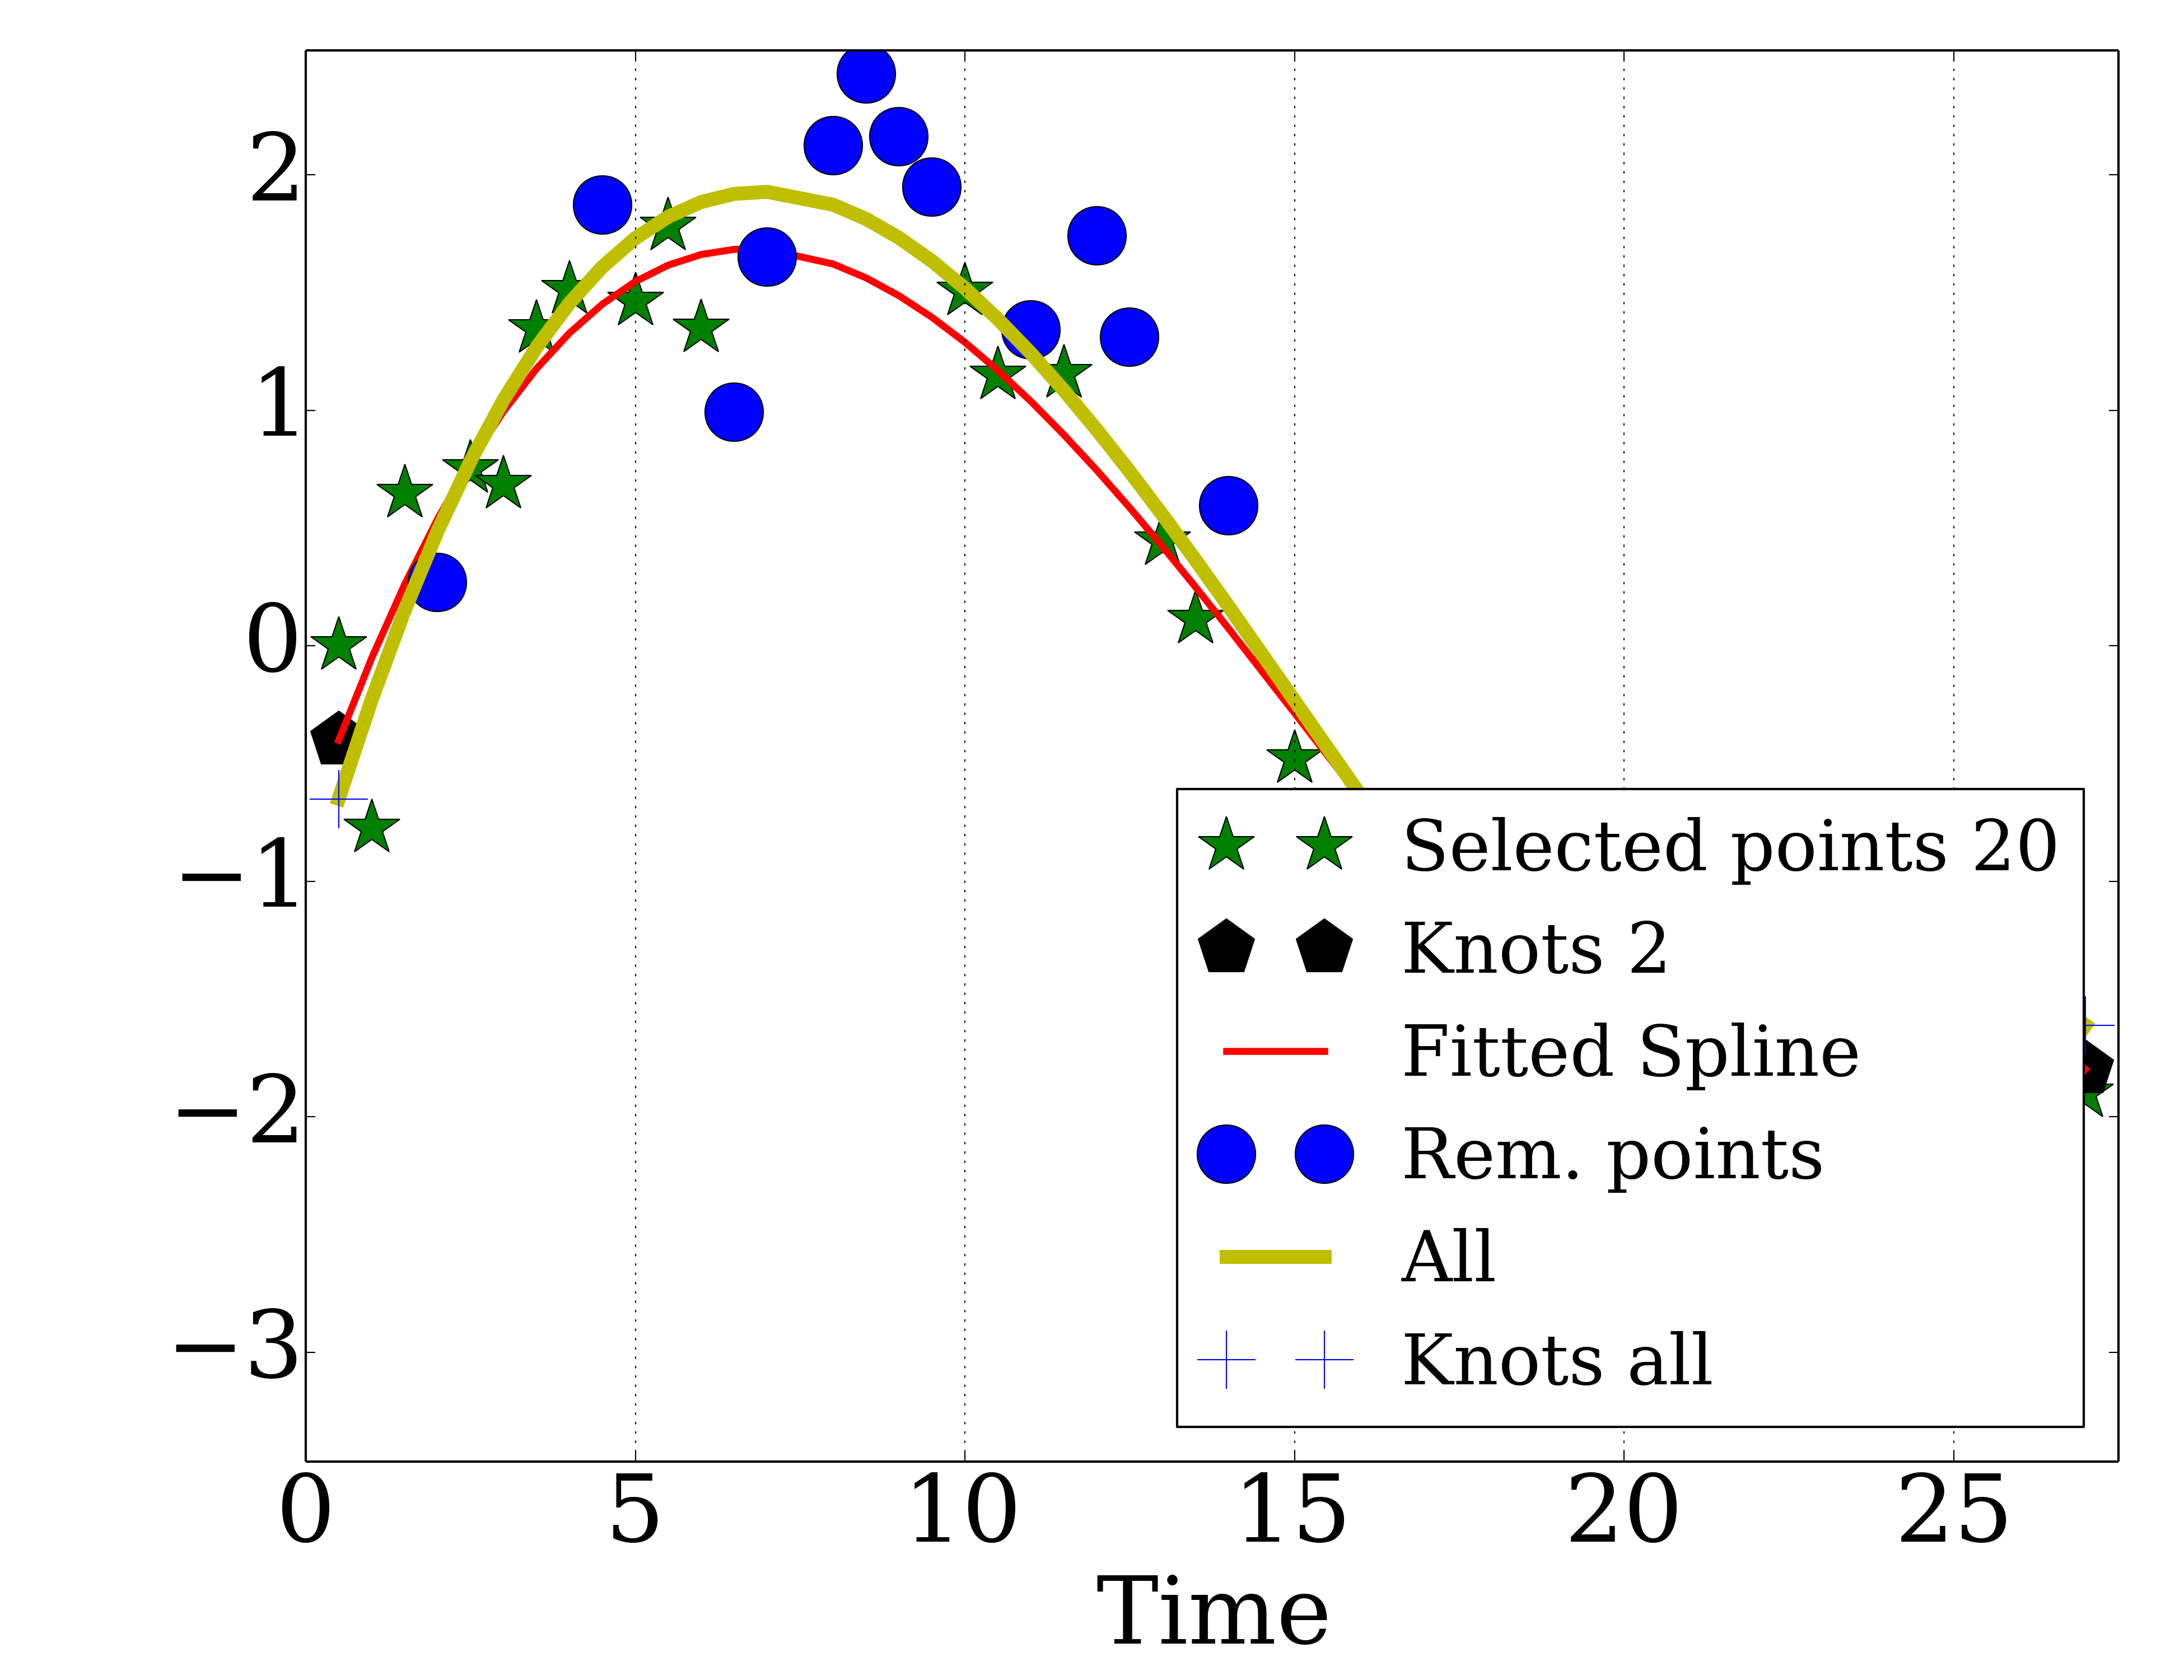 2
1
0
−1
−2
−3
Selected points 20
Knots 2
Fitted Spline
Rem. points
All
Knots all
0 5 10 15 20 25
Time